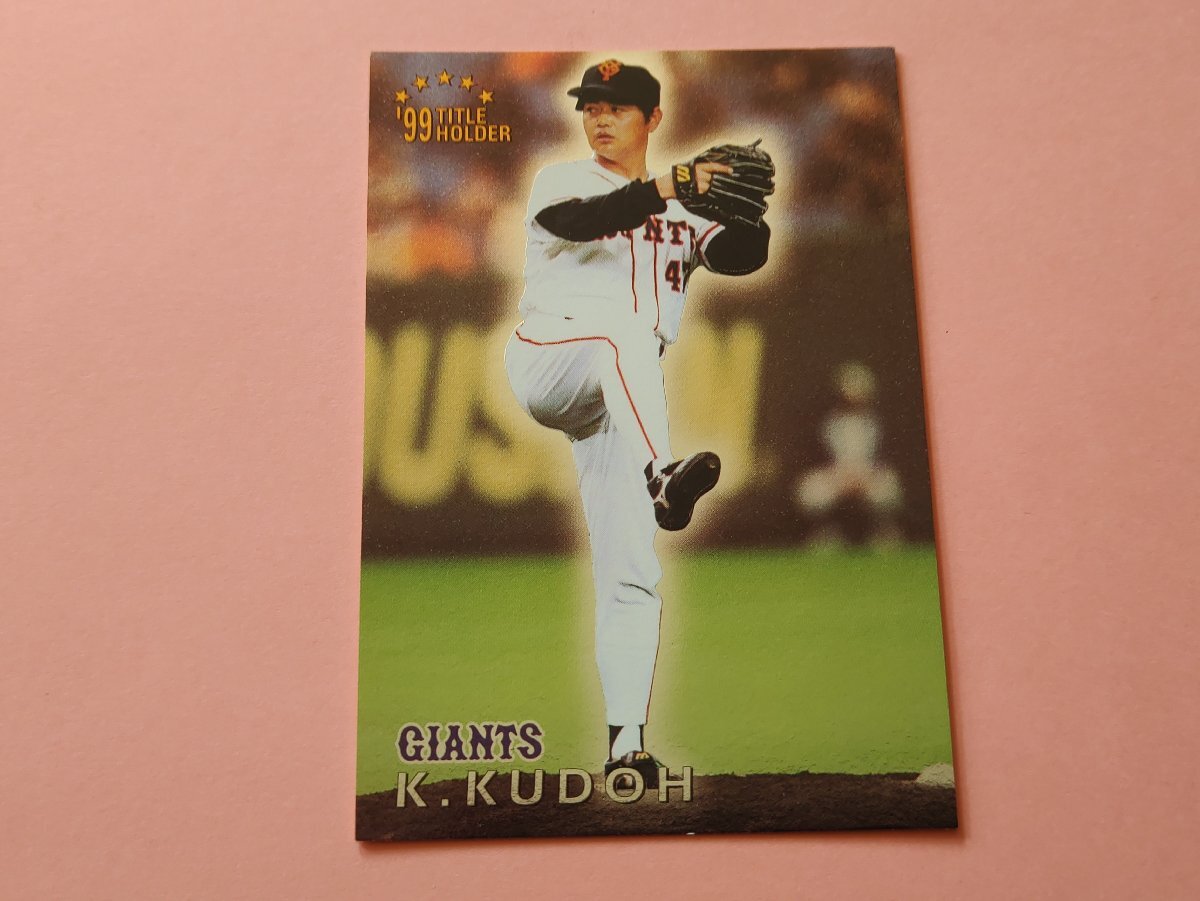 '99 TITLE
HOLDER
GIANTS
K.KUDOH